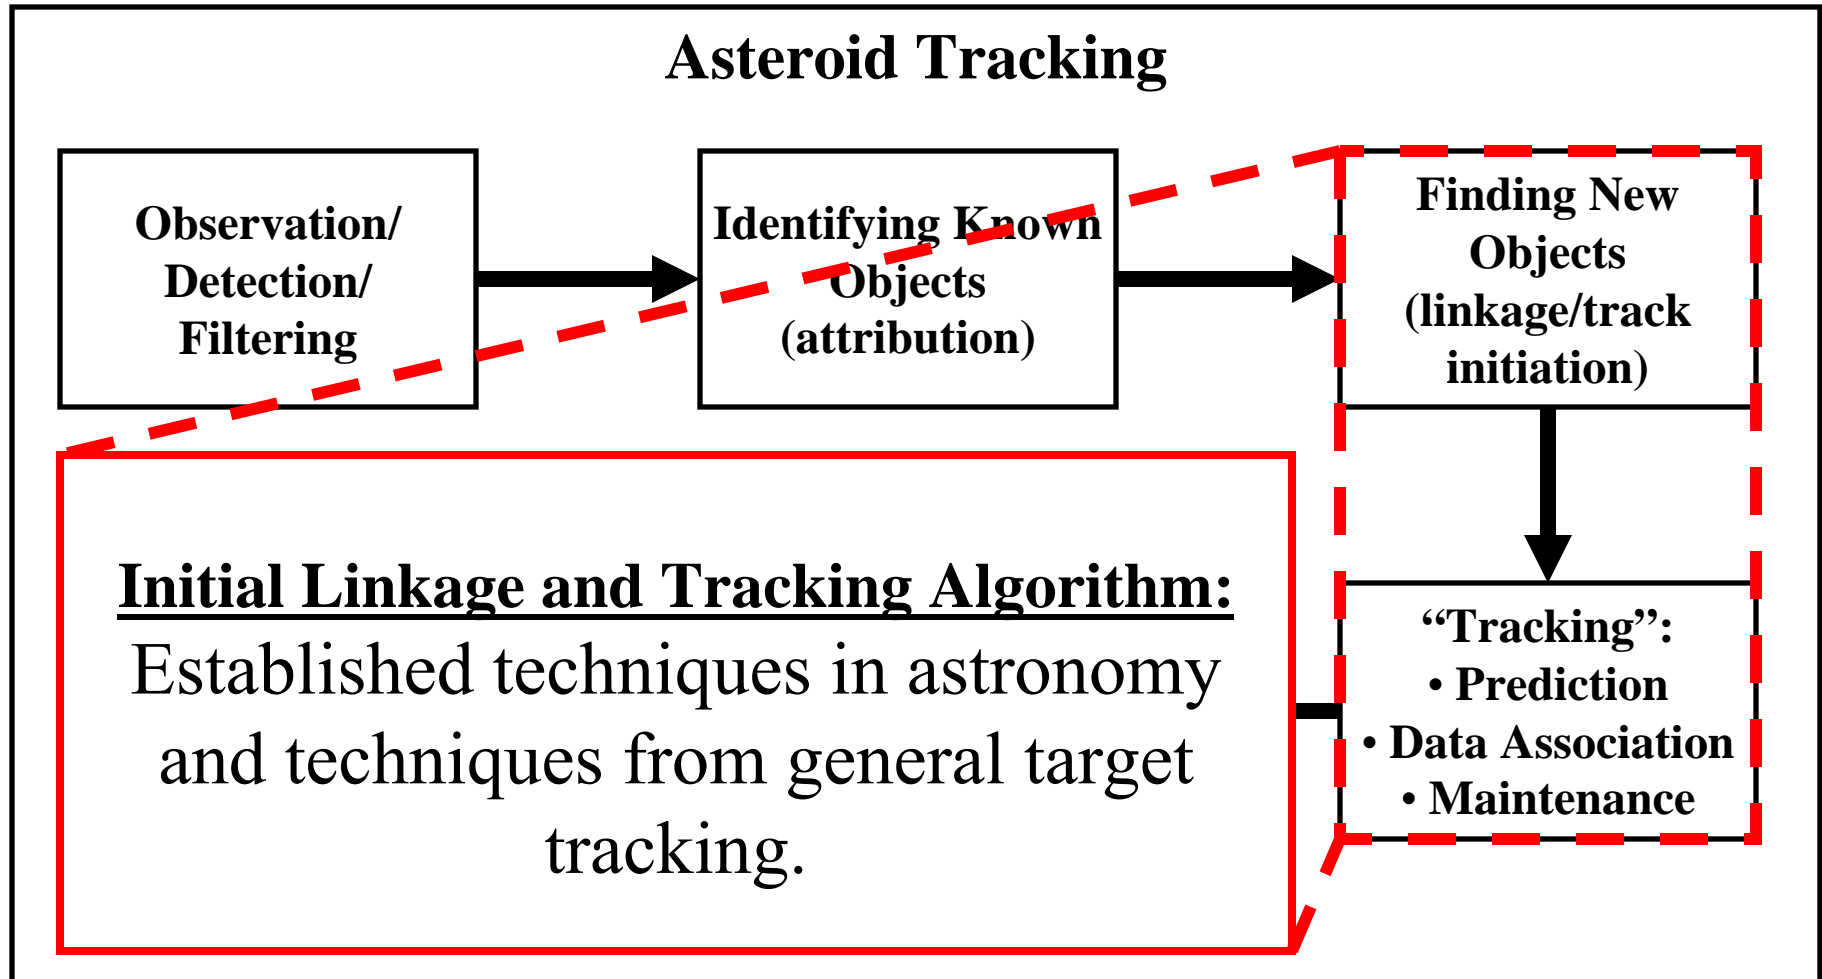 Asteroid Tracking
Observation/
Detection/
Filtering
Identifying Known
Objects
(attribution)
Finding New
Objects
(linkage/track
initiation)
“Tracking”:
• Prediction
• Data Association
• Maintenance
Initial Linkage and Tracking Algorithm:
Established techniques in astronomy
and techniques from general target
tracking.